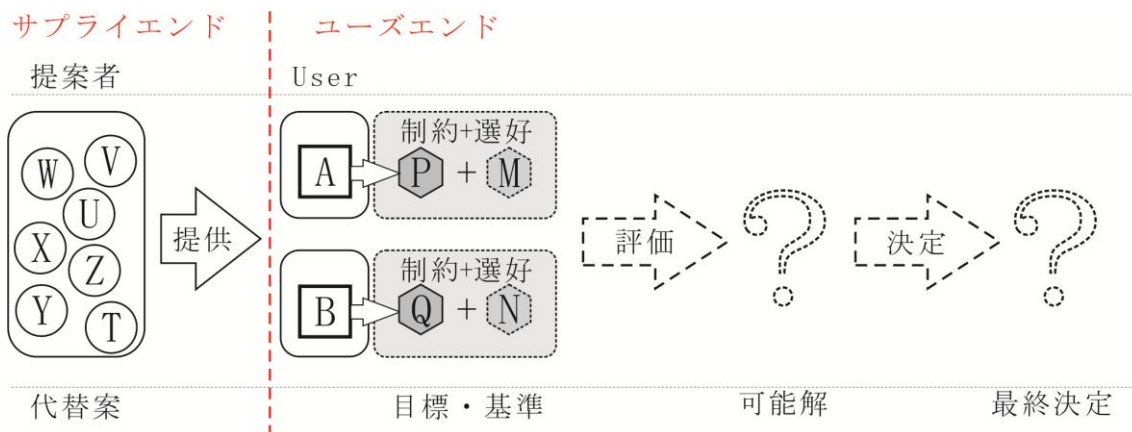 サプライエンド
ユーズエンド
提案者
User
W
V
U
X
Z
Y
T
提供
制約+選好
A
P + M
制約+選好
B
Q + N
評価
?
決定
?
代替案
目標・基準
可能解
最終決定